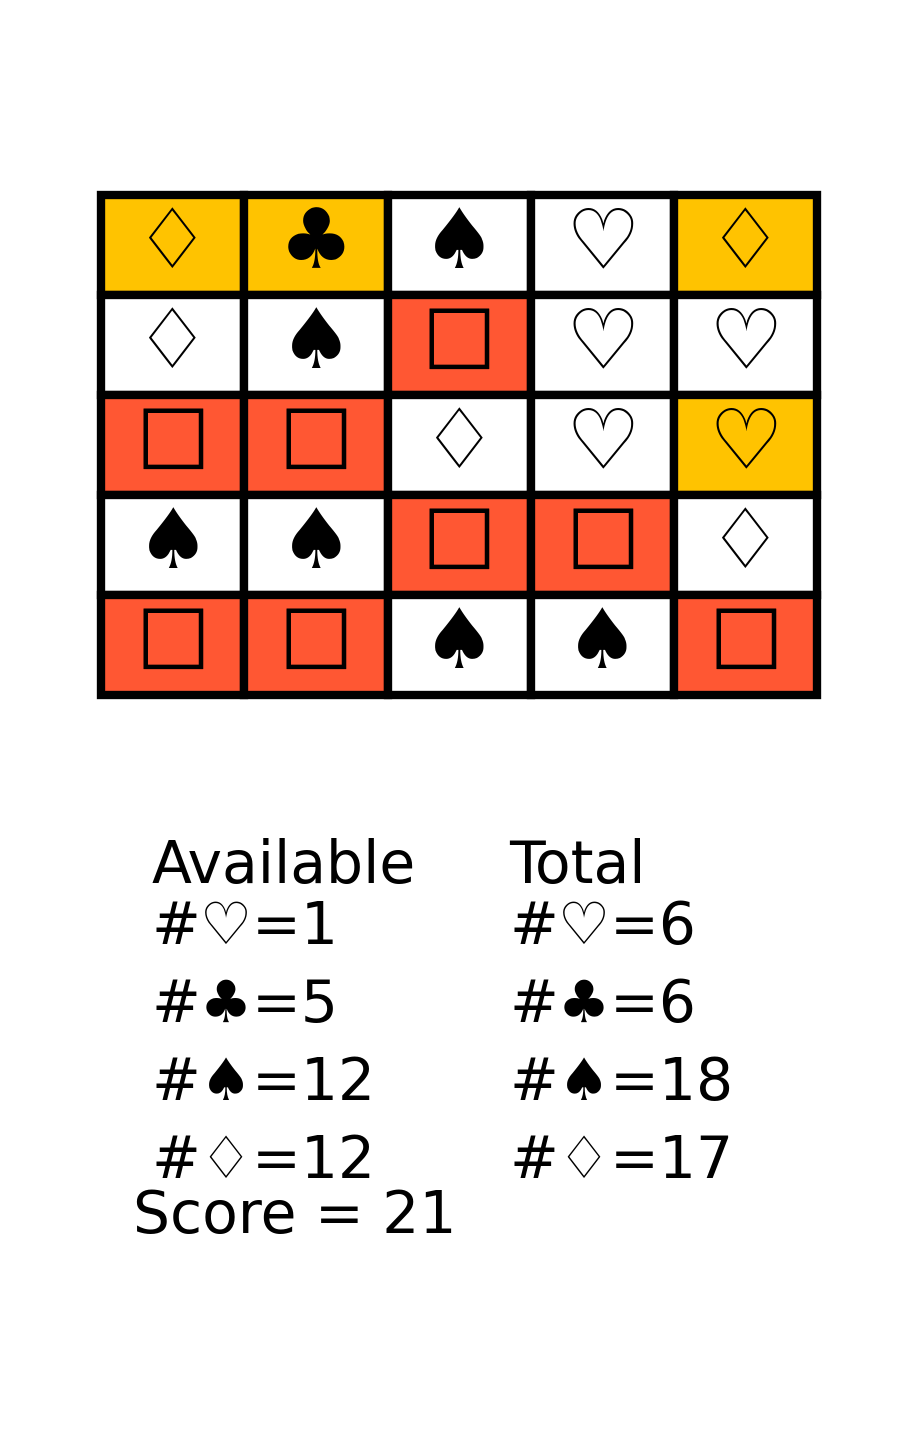 ♢ ♣ ♠ ♡ ♢
♢ ♠ □ ♡ ♡
□ □ ♢ ♡ ♡
♠ ♠ □ □ ♢
□ □ ♠ ♠ □
Available Total
#♡=1 #♡=6
#♣=5 #♣=6
#♠=12 #♠=18
#♢=12 #♢=17
Score = 21